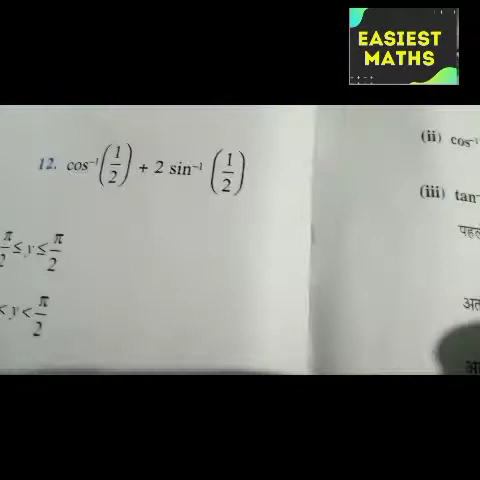 EASIEST
MATHS
12. cos⁻¹(1/2) + 2 sin⁻¹(1/2)
π/2 ≤ y ≤ π/2
< y < π/2
(ii) cos⁻¹
(iii) tan⁻